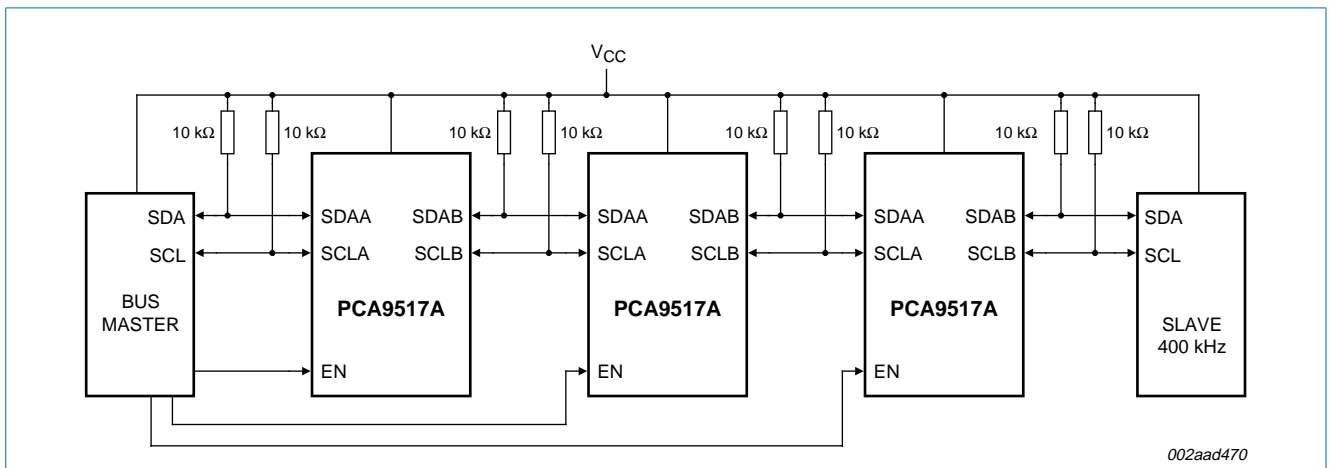 VCC
10 kΩ 10 kΩ 10 kΩ 10 kΩ 10 kΩ 10 kΩ 10 kΩ 10 kΩ
SDA SDAA SDAB SDAA SDAB SDAA SDAB SDA
SCL SCLA SCLB SCLA SCLB SCLA SCLB SCL
BUS
MASTER
PCA9517A PCA9517A PCA9517A
SLAVE
400 kHz
EN EN EN
002aad470